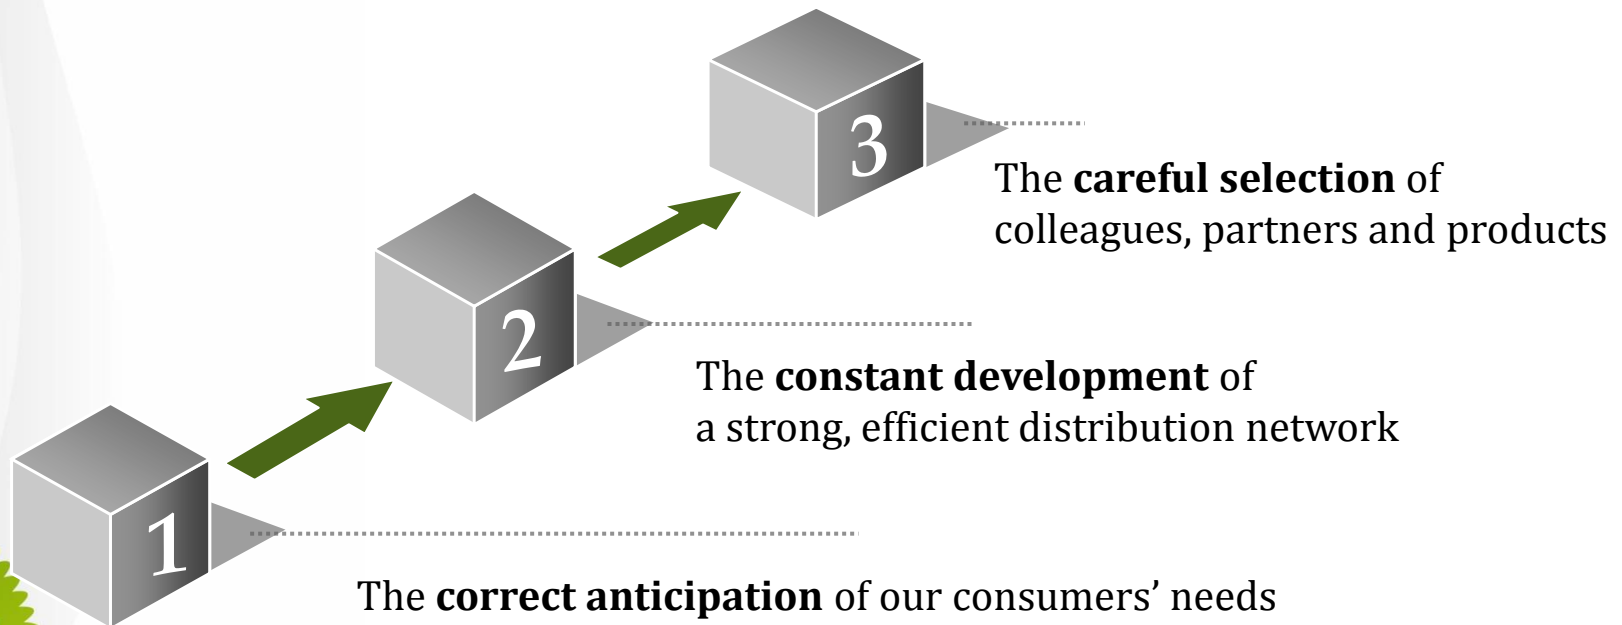 3
The careful selection of
colleagues, partners and products
2
The constant development of
a strong, efficient distribution network
1
The correct anticipation of our consumers’ needs